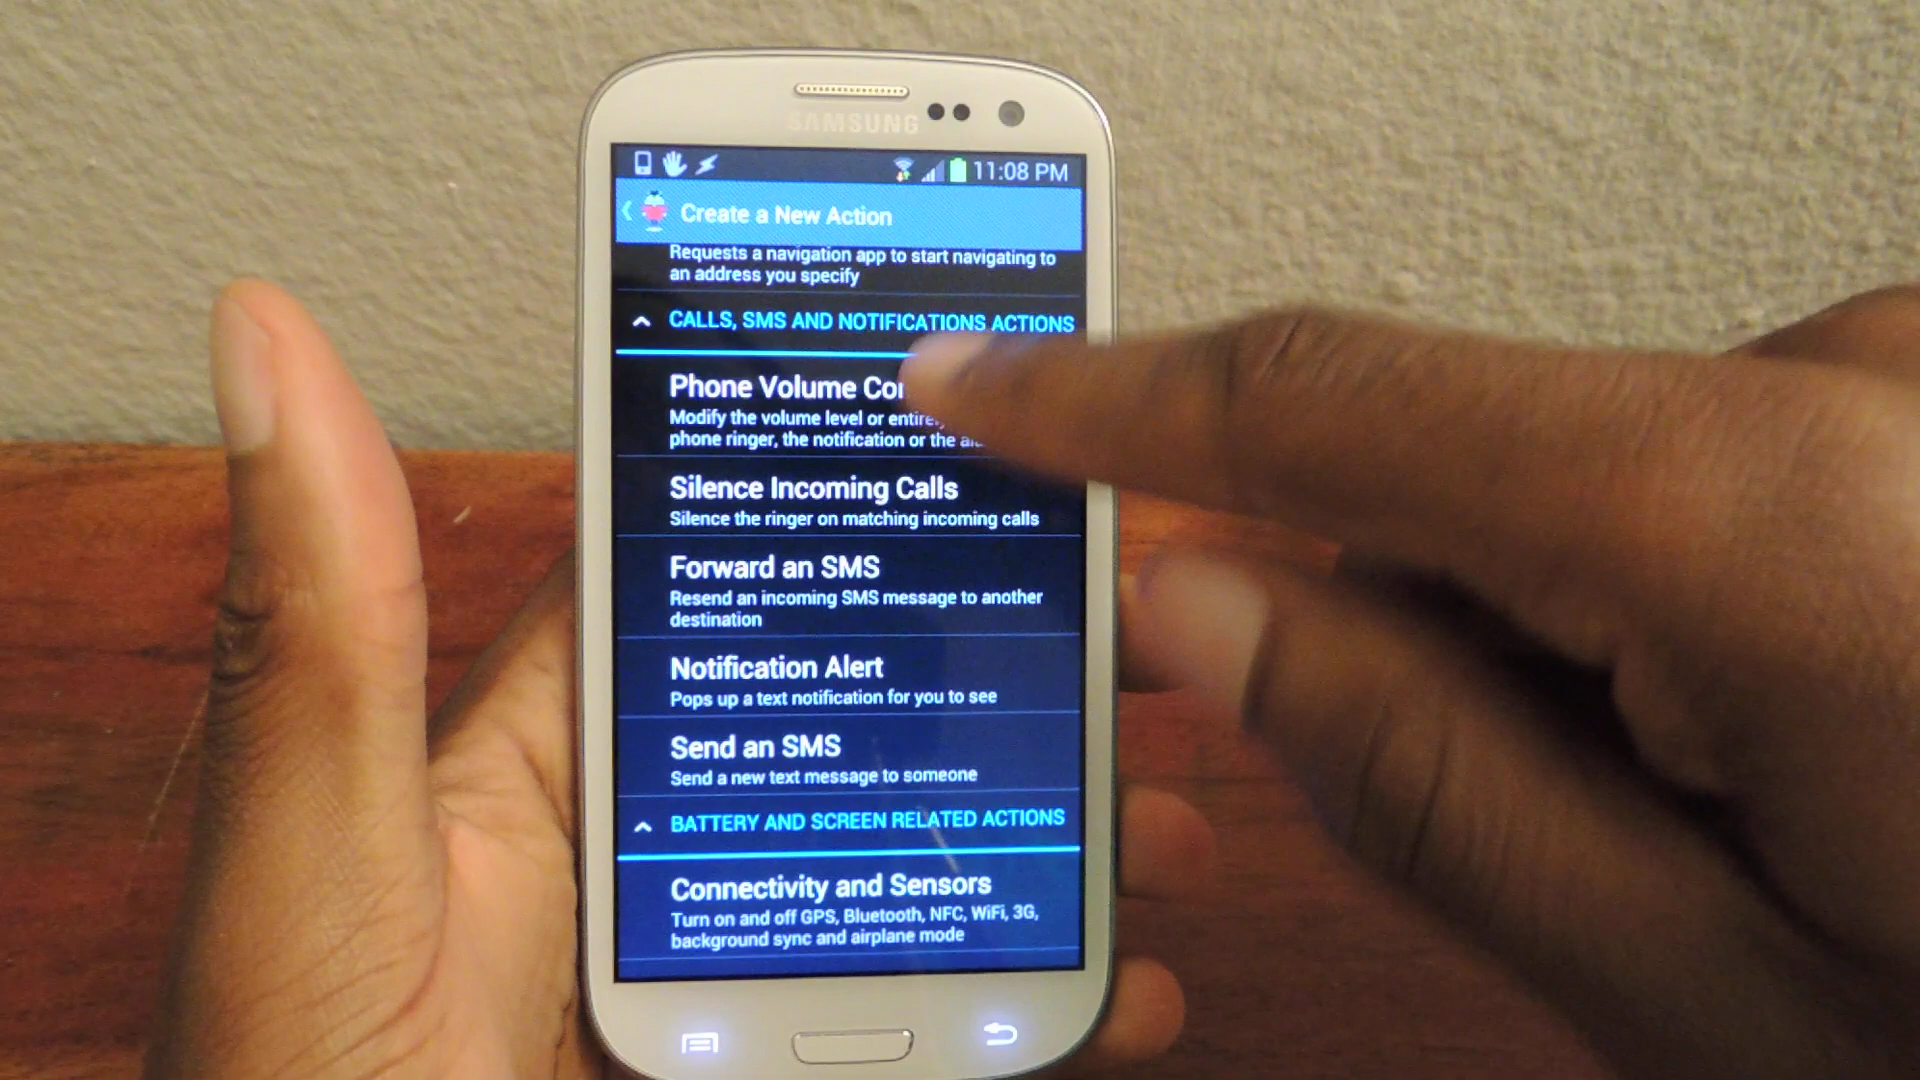 SAMSUNG
11:08 PM
Create a New Action
Requests a navigation app to start navigating to
an address you specify
CALLS, SMS AND NOTIFICATIONS ACTIONS
Phone Volume
Modify the volume level or
phone ringer, the notification or the
Silence Incoming Calls
Silence the ringer on matching incoming calls
Forward an SMS
Resend an incoming SMS message to another
destination
Notification Alert
Pops up a text notification for you to see
Send an SMS
Send a new text message to someone
BATTERY AND SCREEN RELATED ACTIONS
Connectivity and Sensors
Turn on and off GPS, Bluetooth, NFC, WiFi, 3G,
background sync and airplane mode